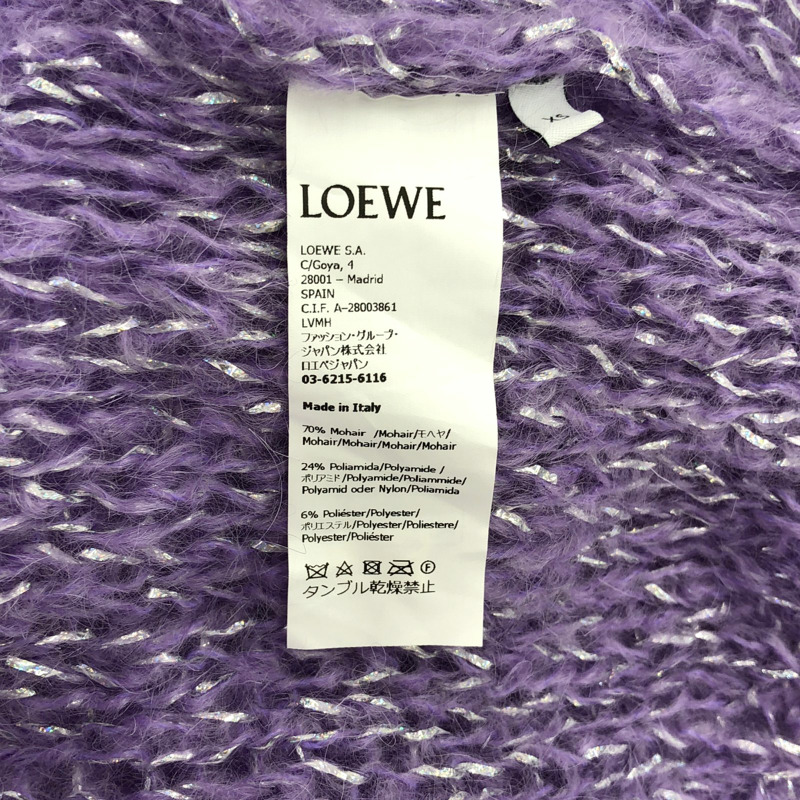 XS
LOEWE
LOEWE S.A.
C/Goya, 4
28001 – Madrid
SPAIN
C.I.F. A-28003861
LVMH
ファッション・グループ・
ジャパン株式会社
ロエベジャパン
03-6215-6116
Made in Italy
70% Mohair /Mohair/モヘヤ/
Mohair/Mohair/Mohair/Mohair
24% Poliamida/Polyamide /
ポリアミド/Polyamide/Poliammide/
Polyamid oder Nylon/Poliamida
6% Poliéster/Polyester/
ポリエステル/Polyester/Poliestere/
Polyester/Poliéster
F
タンブル乾燥禁止